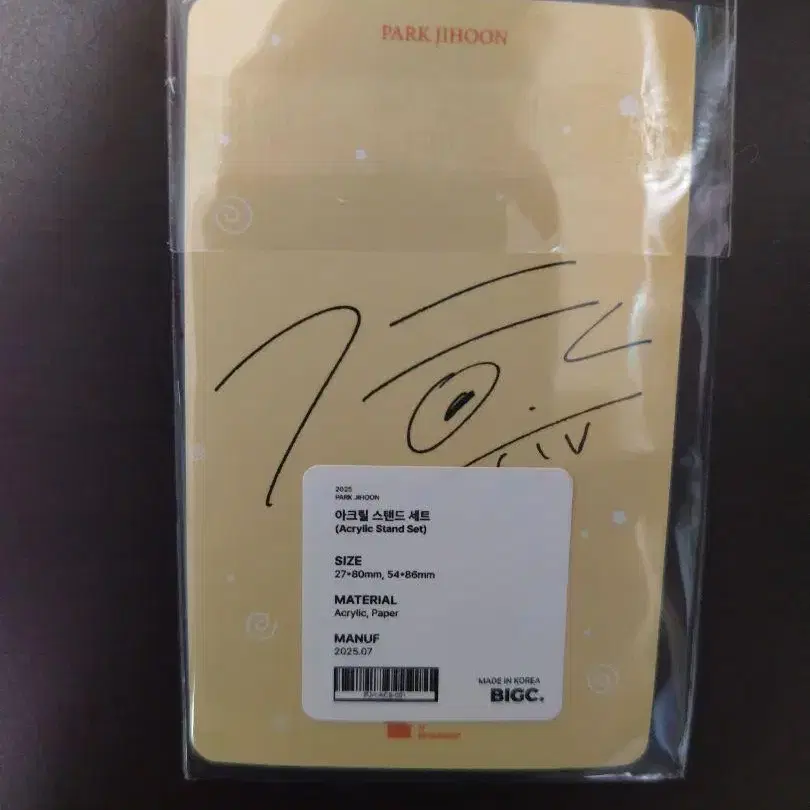 PARK JIHOON
2025
PARK JIHOON
아크릴 스탠드 세트
(Acrylic Stand Set)
SIZE
27*80mm, 54*86mm
MATERIAL
Acrylic, Paper
MANUF
2025.07
MADE IN KOREA
BIGC.